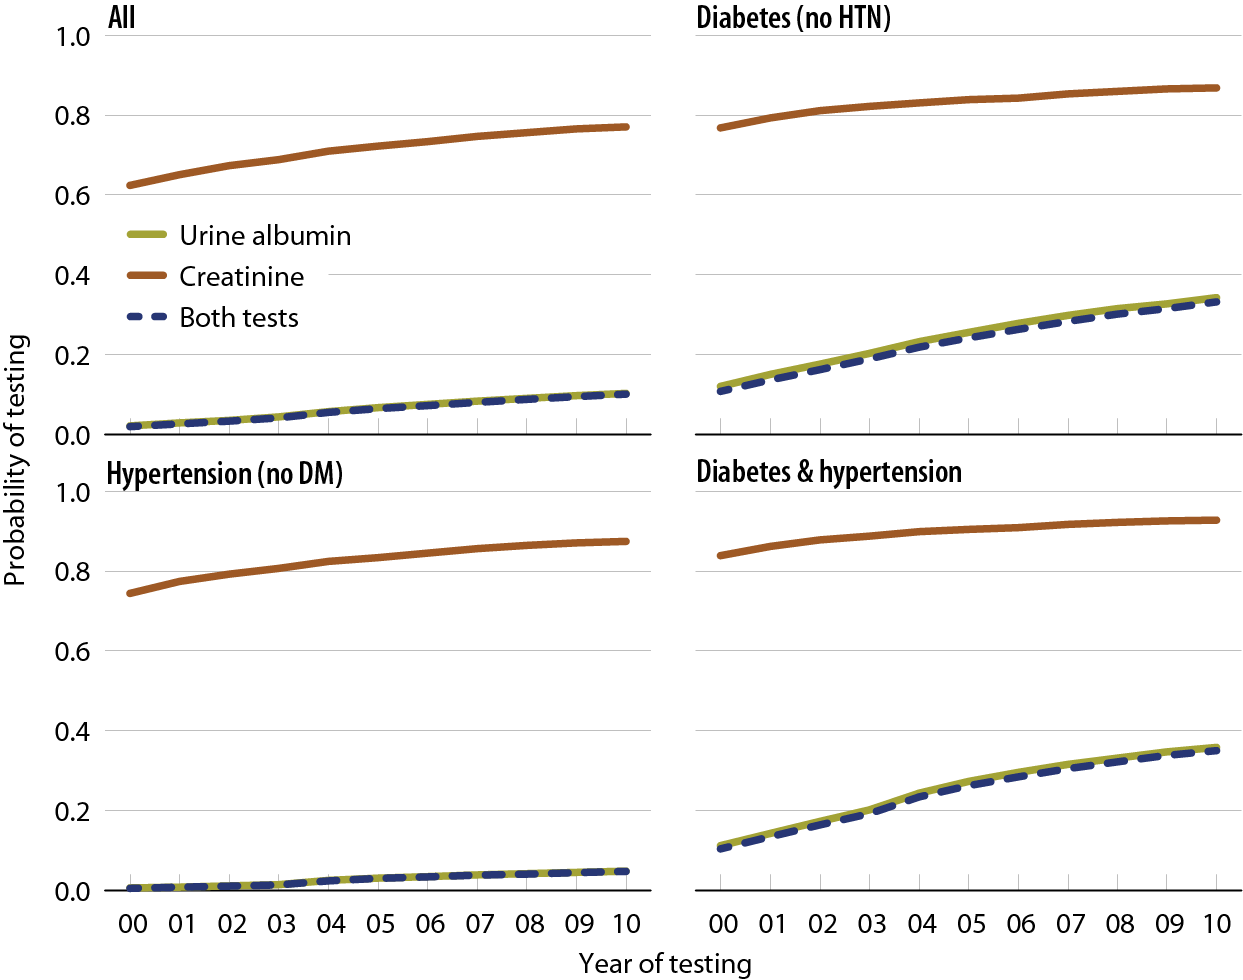 All
Diabetes (no HTN)
1.0
0.8
0.6
Urine albumin
0.4
Creatinine
Both tests
0.2
0.0
Probability of testing
Hypertension (no DM)
Diabetes & hypertension
1.0
0.8
0.6
0.4
0.2
0.0
00 01 02 03 04 05 06 07 08 09 10
00 01 02 03 04 05 06 07 08 09 10
Year of testing